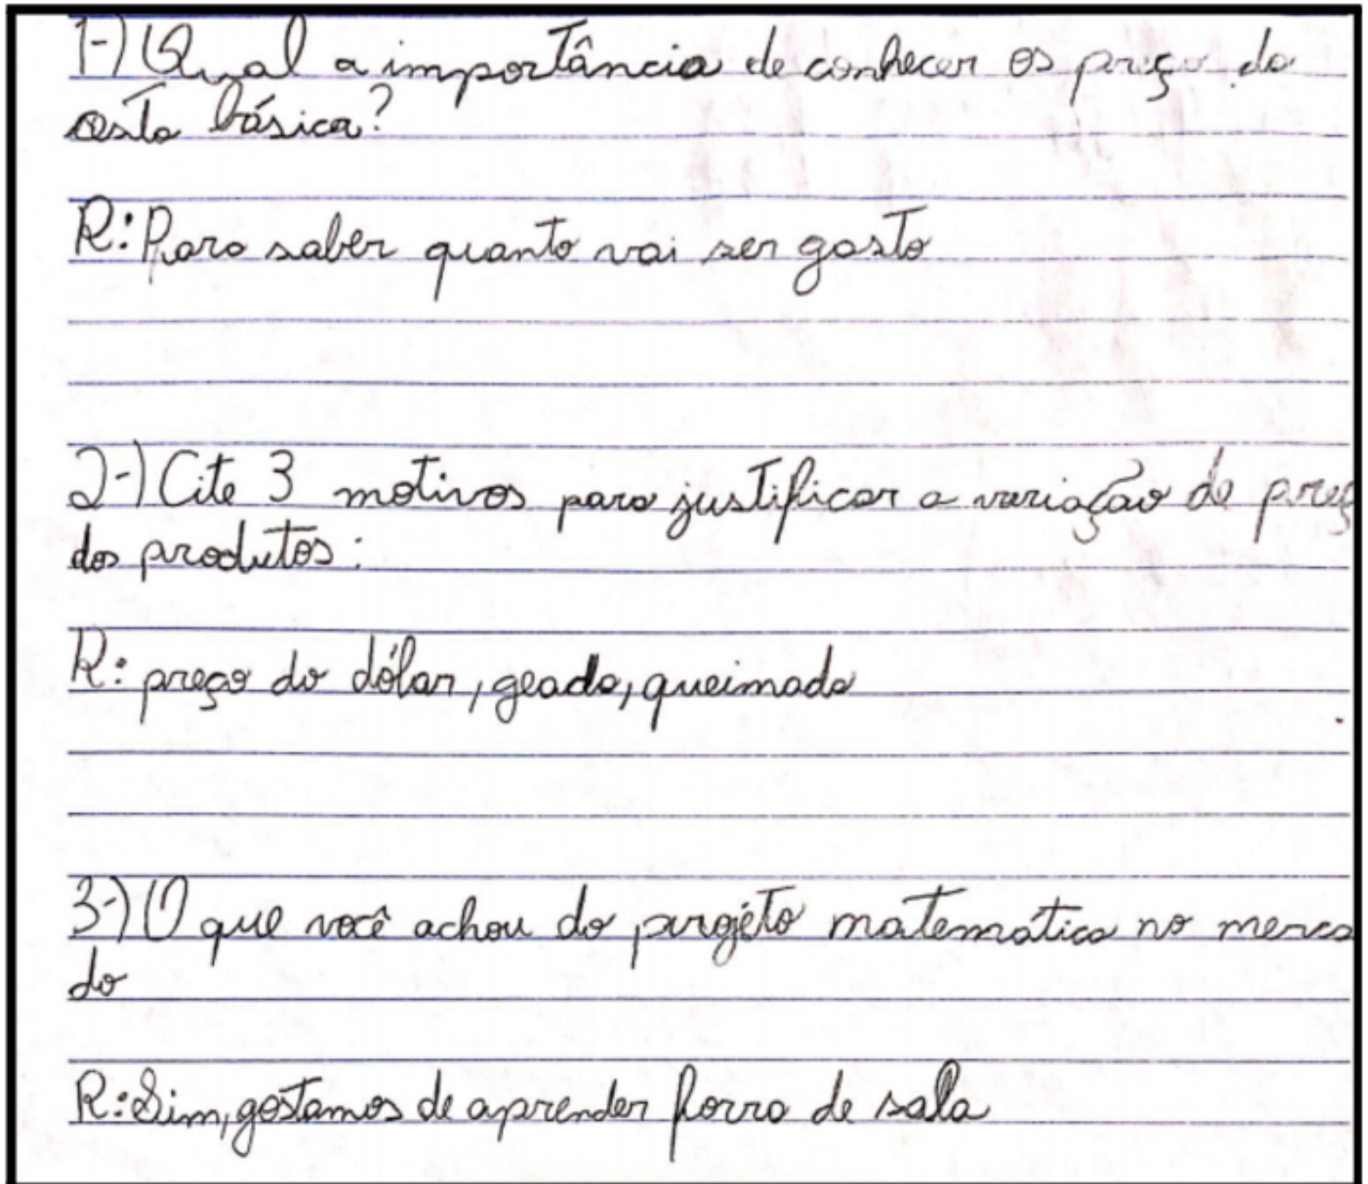 1-) Qual a importância de conhecer os preço da
cesta básica?
R: Para saber quanto vai ser gasto
2-) Cite 3 motivos para justificar a variação de preç
dos produtos:
R: preço do dólar, geada, queimada
3-) O que você achou do projéto matematica no merca
do
R: Sim, gostamos de aprender forra de sala